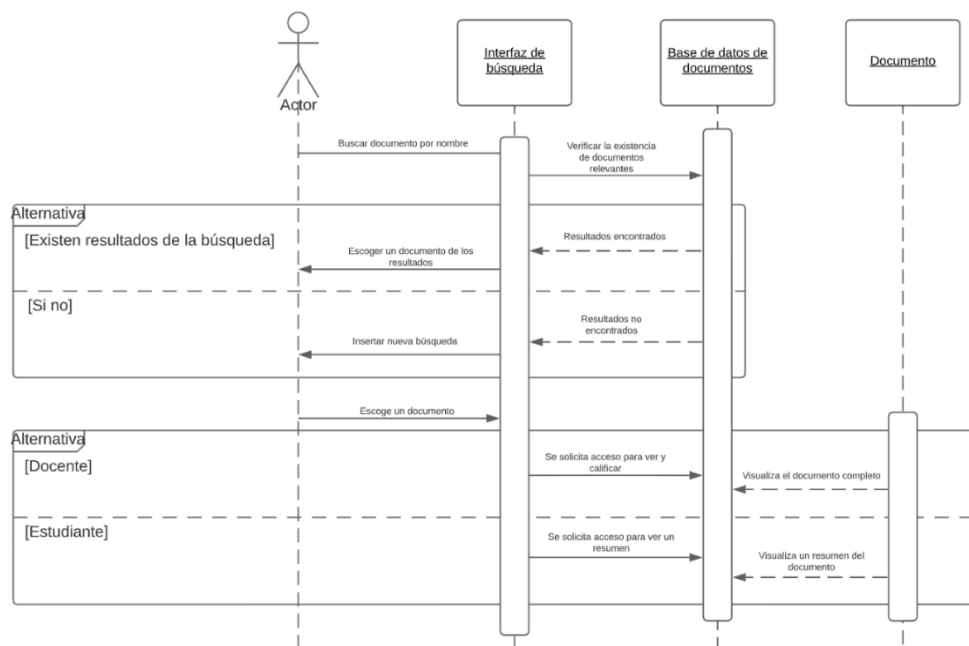 Interfaz de
búsqueda
Base de datos de
documentos
Documento
Actor
Buscar documento por nombre
Verificar la existencia
de documentos
relevantes
Alternativa
[Existen resultados de la búsqueda]
Escoger un documento de los
resultados
Resultados encontrados
[Si no]
Resultados no
encontrados
Insertar nueva búsqueda
Escoge un documento
Alternativa
[Docente]
Se solicita acceso para ver y
calificar
Visualiza el documento completo
[Estudiante]
Se solicita acceso para ver un
resumen
Visualiza un resumen del
documento